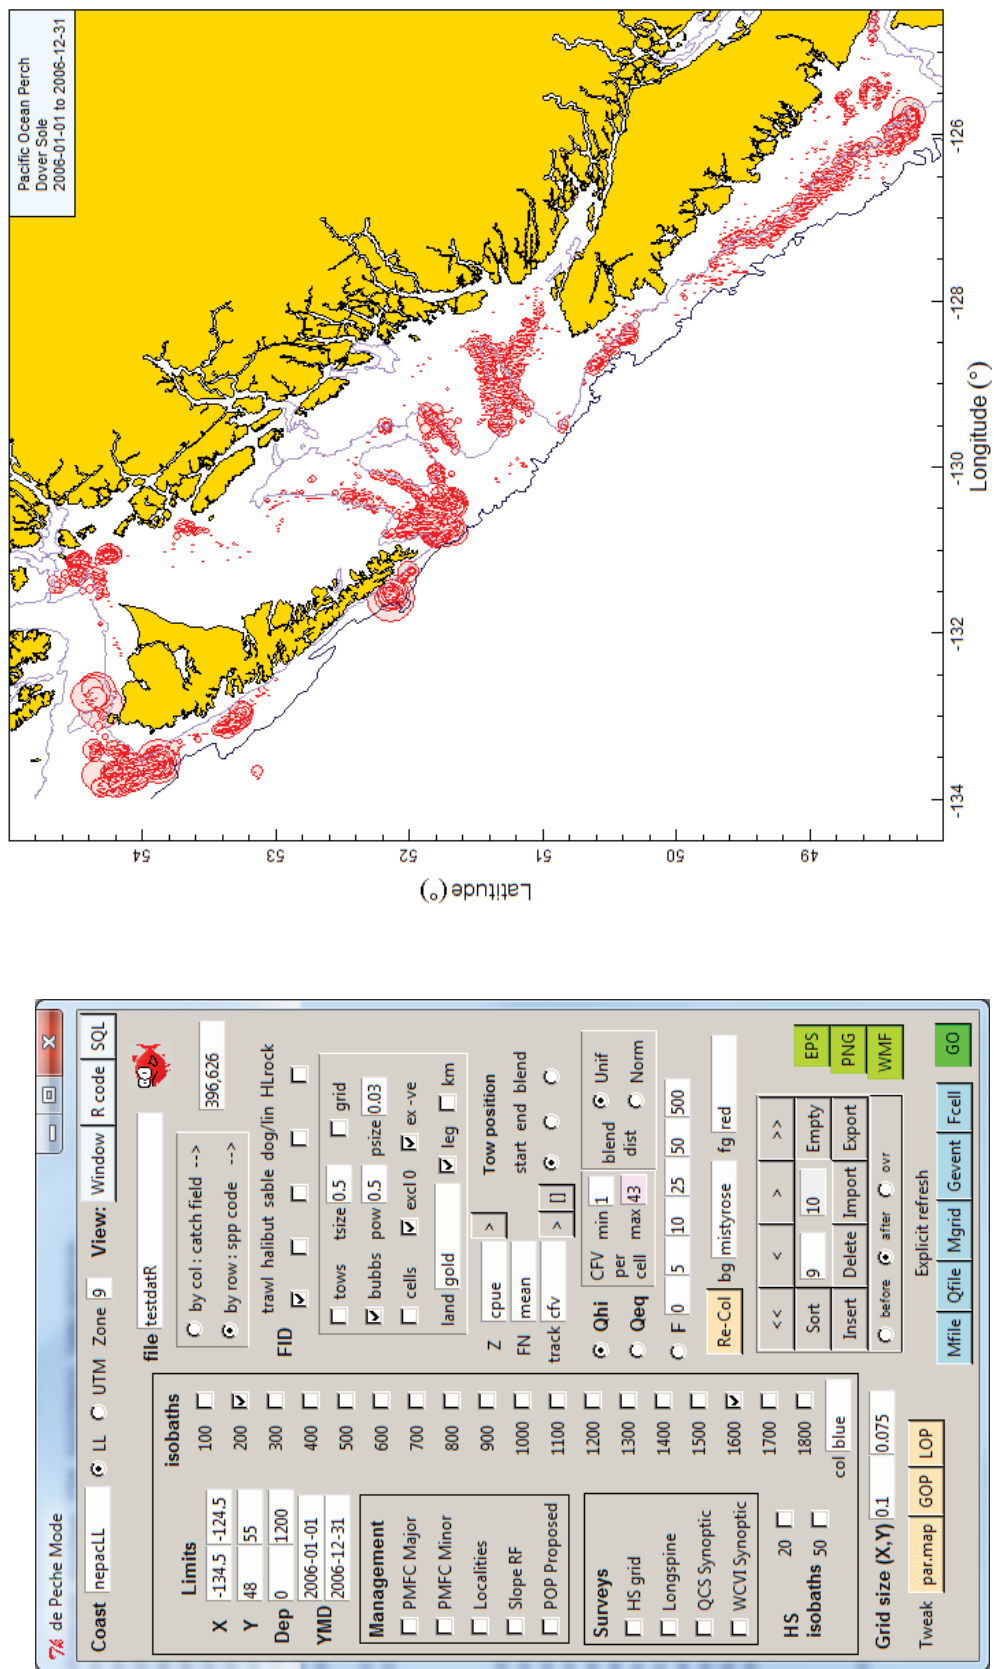 de Peche Mode
Coast nepacLL LL UTM Zone 9 View: Window R code SQL
Limits
X -134.5 -124.5
Y 48 55
Dep 0 1200
YMD 2006-01-01
2006-12-31
Management
PMFC Major
PMFC Minor
Localities
Slope RF
POP Proposed
Surveys
HS grid
Longspine
QCS Synoptic
WCVI Synoptic
HS 20
isobaths 50
isobaths
100
200
300
400
500
600
700
800
900
1000
1100
1200
1300
1400
1500
1600
1700
1800
col blue
Grid size (X,Y) 0.1 0.075
Tweak par.map GOP LOP
file testdatR
by col : catch field -->
by row : spp code -->
396,626
trawl halibut sable dog/lin HLrock
FID
tows tsize 0.5 grid
bubbs pow 0.5 psize 0.03
cells excl 0 ex -ve
land gold leg km
Z cpue > Tow position
FN mean start end blend
track cfv > []
Qhi CFV min 1 blend Unif
Qeq per cell max 43 dist Norm
F 0 5 10 25 50 500
Re-Col bg mistyrose fg red
<< < > >>
Sort 9 10 Empty
Insert Delete Import Export
before after ovr
EPS
PNG
WMF
Explicit refresh
Mfile Qfile Mgrid Gevent Fcell GO
Pacific Ocean Perch
Dover Sole
2006-01-01 to 2006-12-31
Latitude (°)
54
53
52
51
50
49
-134
-132
-130
-128
-126
Longitude (°)